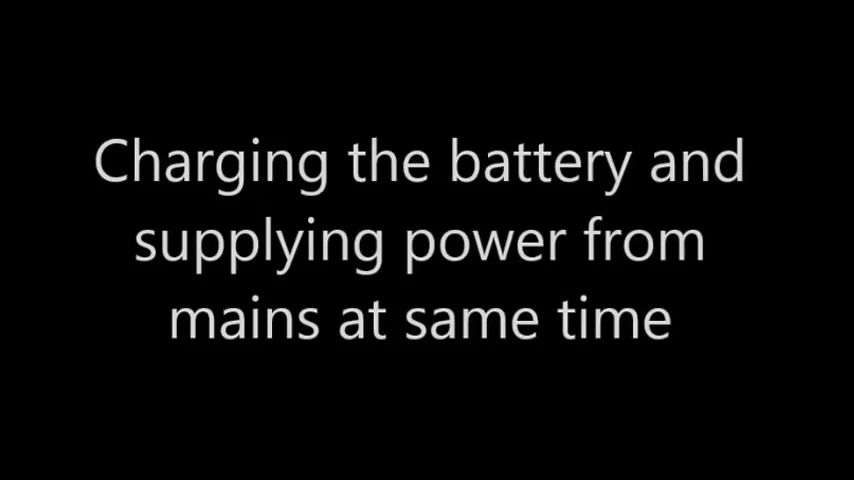 Charging the battery and
supplying power from
mains at same time